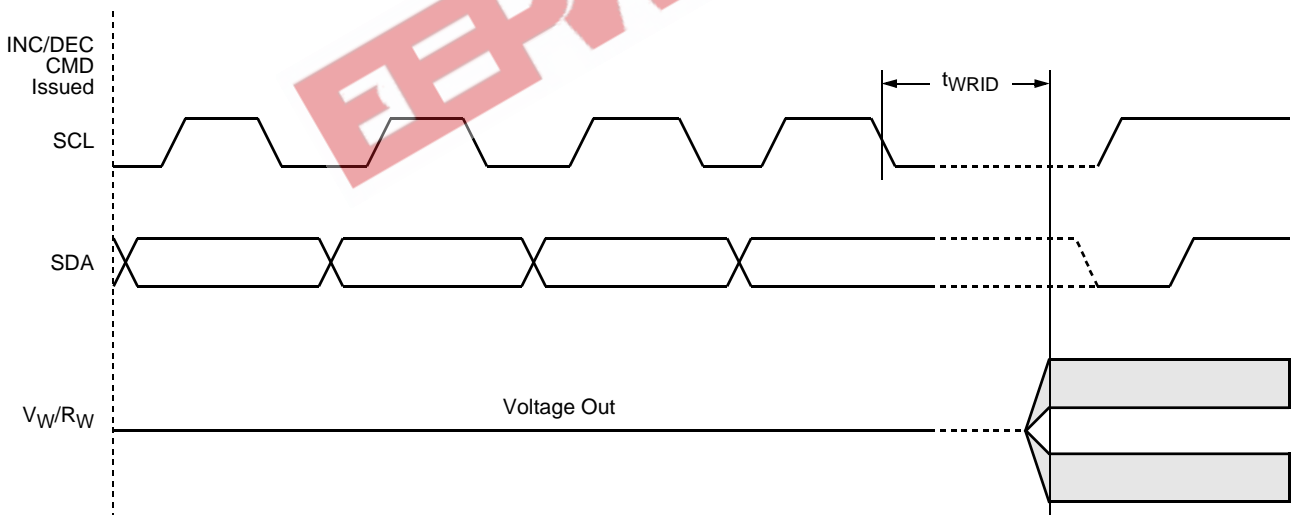 INC/DEC
CMD
Issued
tWRID
SCL
SDA
Voltage Out
VW/RW